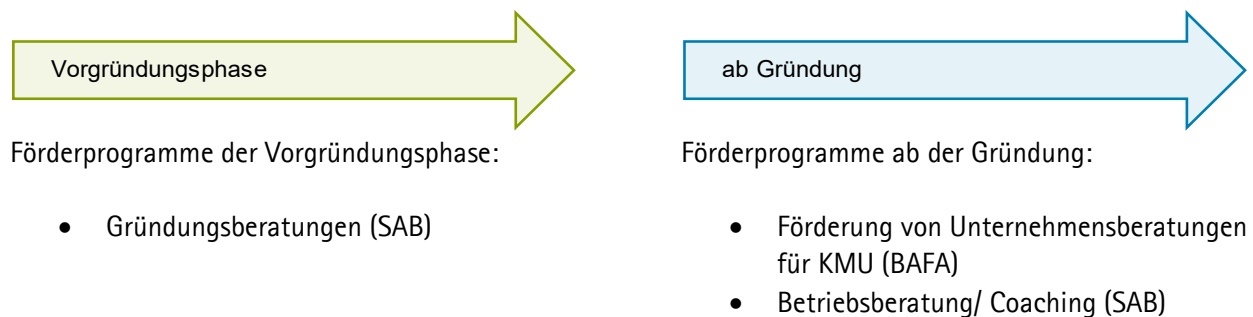 Vorgründungsphase
Förderprogramme der Vorgründungsphase:
• Gründungsberatungen (SAB)
ab Gründung
Förderprogramme ab der Gründung:
• Förderung von Unternehmensberatungen
für KMU (BAFA)
• Betriebsberatung/ Coaching (SAB)